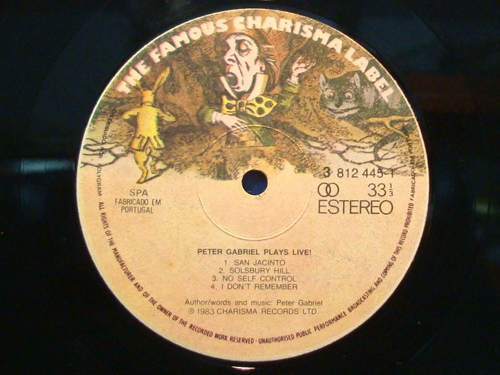 THE FAMOUS CHARISMA LABEL
SPA
FABRICADO EM
PORTUGAL
3 812 445-1
33 1/3
ESTEREO
PETER GABRIEL PLAYS LIVE!
1. SAN JACINTO
2. SOLSBURY HILL
3. NO SELF CONTROL
4. I DON'T REMEMBER
Author/words and music: Peter Gabriel
℗ 1983 CHARISMA RECORDS LTD
ALL RIGHTS OF THE MANUFACTURER AND OF THE OWNER OF THE RECORDED WORK RESERVED - UNAUTHORISED PUBLIC PERFORMANCE BROADCASTING AND COPYING OF THIS RECORD PROHIBITED